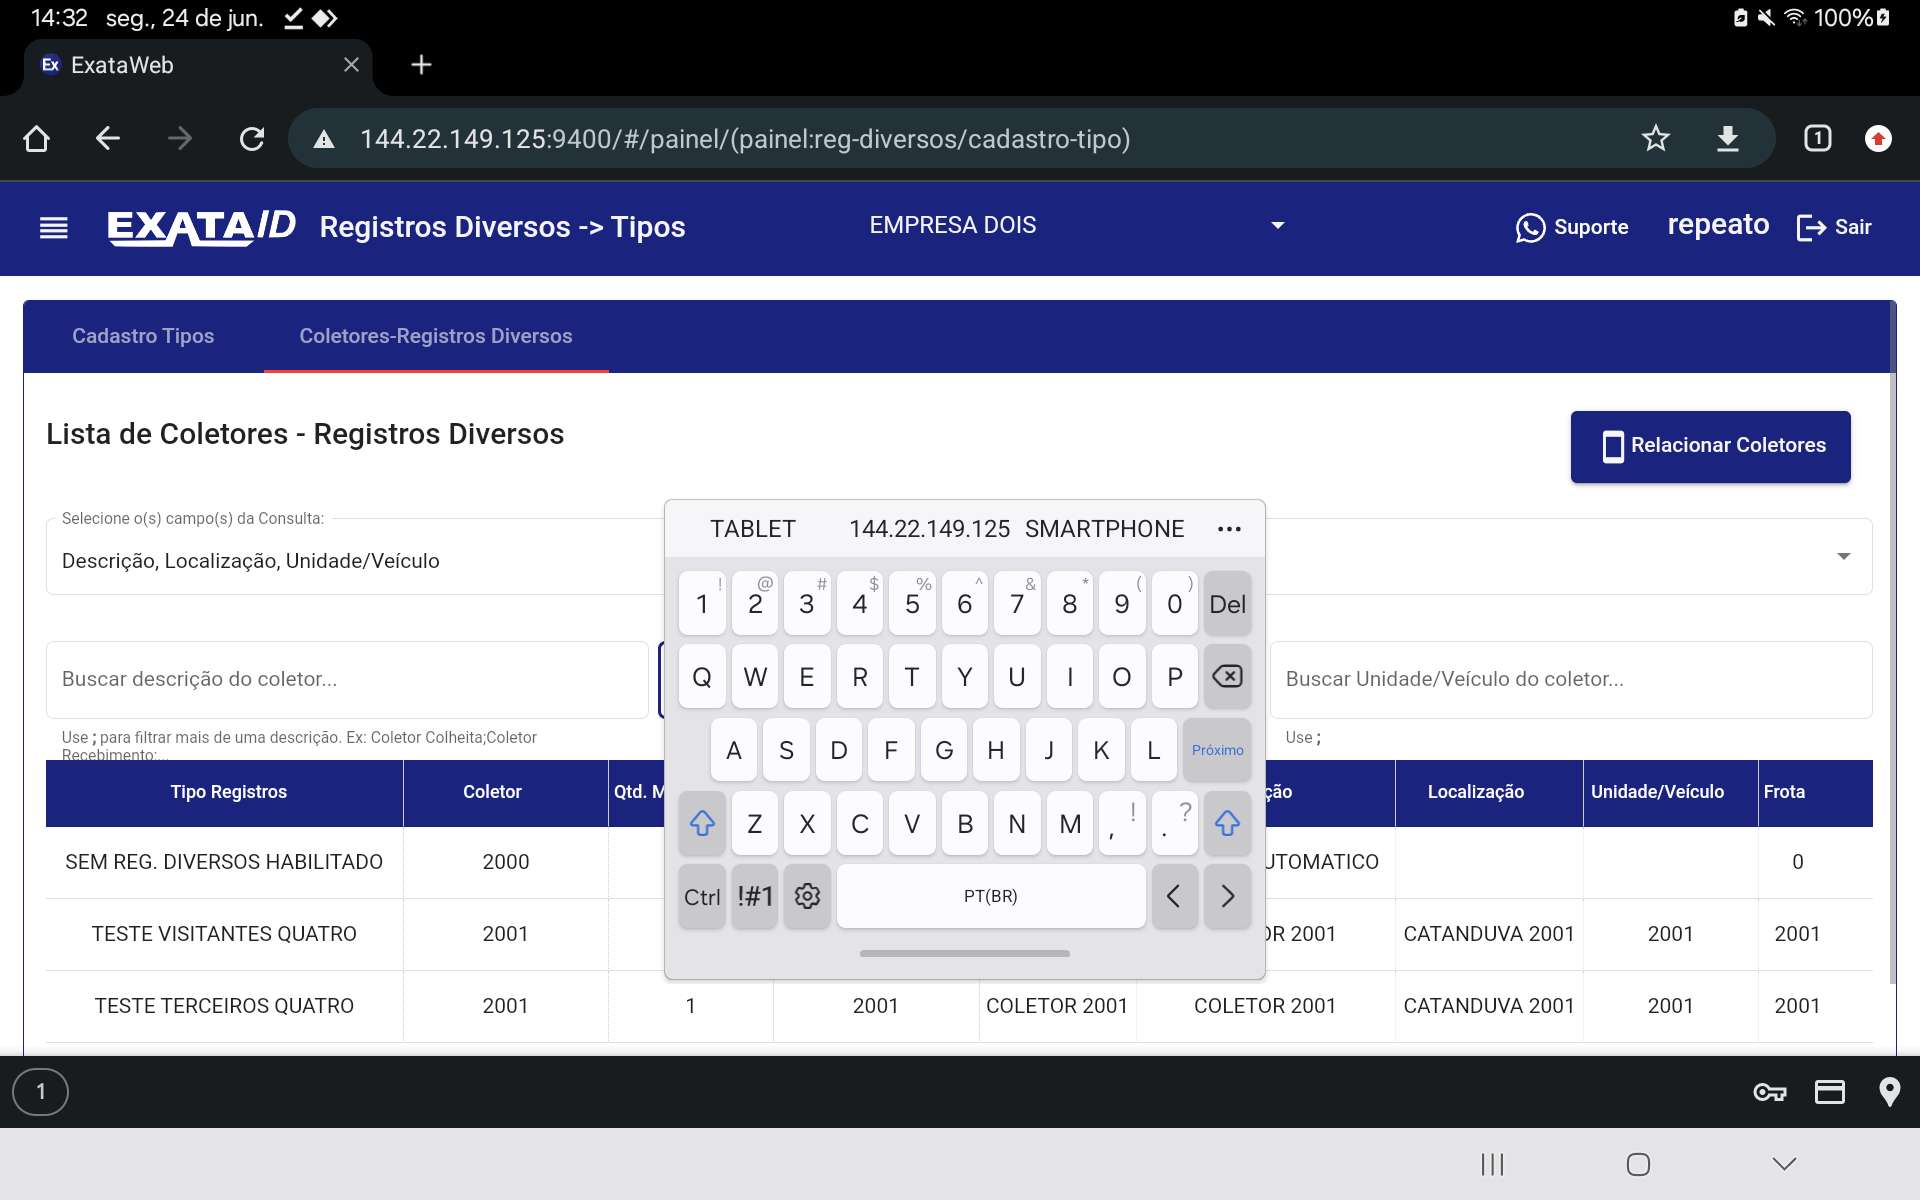 14:32 seg., 24 de jun. 100%
Ex ExataWeb
144.22.149.125:9400/#/painel/(painel:reg-diversos/cadastro-tipo) 1
EXATA ID Registros Diversos -> Tipos EMPRESA DOIS Suporte repeato Sair
Cadastro Tipos Coletores-Registros Diversos
Lista de Coletores - Registros Diversos Relacionar Coletores
Selecione o(s) campo(s) da Consulta:
Descrição, Localização, Unidade/Veículo
TABLET 144.22.149.125 SMARTPHONE ...
! @ # $ % ^ & * ( )
1 2 3 4 5 6 7 8 9 0 Del
Q W E R T Y U I O P
A S D F G H J K L Próximo
Z X C V B N M , ! . ?
Ctrl !#1 PT(BR) < >
Buscar descrição do coletor... Buscar Unidade/Veículo do coletor...
Use ; para filtrar mais de uma descrição. Ex: Coletor Colheita;Coletor Use ;
Recebimento;...
Tipo Registros Coletor Qtd. M ção Localização Unidade/Veículo Frota
SEM REG. DIVERSOS HABILITADO 2000 UTOMATICO 0
TESTE VISITANTES QUATRO 2001 OR 2001 CATANDUVA 2001 2001 2001
TESTE TERCEIROS QUATRO 2001 1 2001 COLETOR 2001 COLETOR 2001 CATANDUVA 2001 2001 2001
1